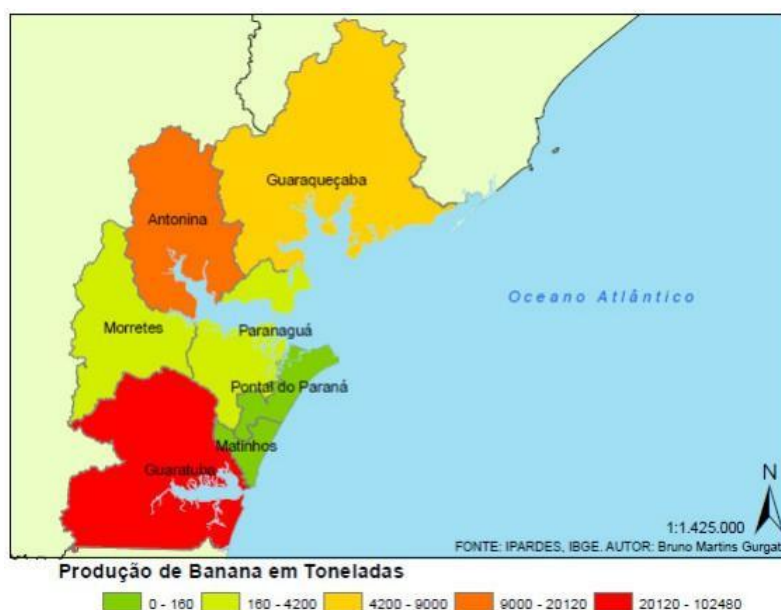 Guaraqueçaba
Antonina
Oceano Atlântico
Morretes
Paranaguá
Pontal do Paraná
Matinhos
Guaratuba
N
1:1.425.000
FONTE: IPARDES, IBGE. AUTOR: Bruno Martins Gurgat
Produção de Banana em Toneladas
0 - 160 160 - 4200 4200 - 9000 9000 - 20120 20120 - 102480